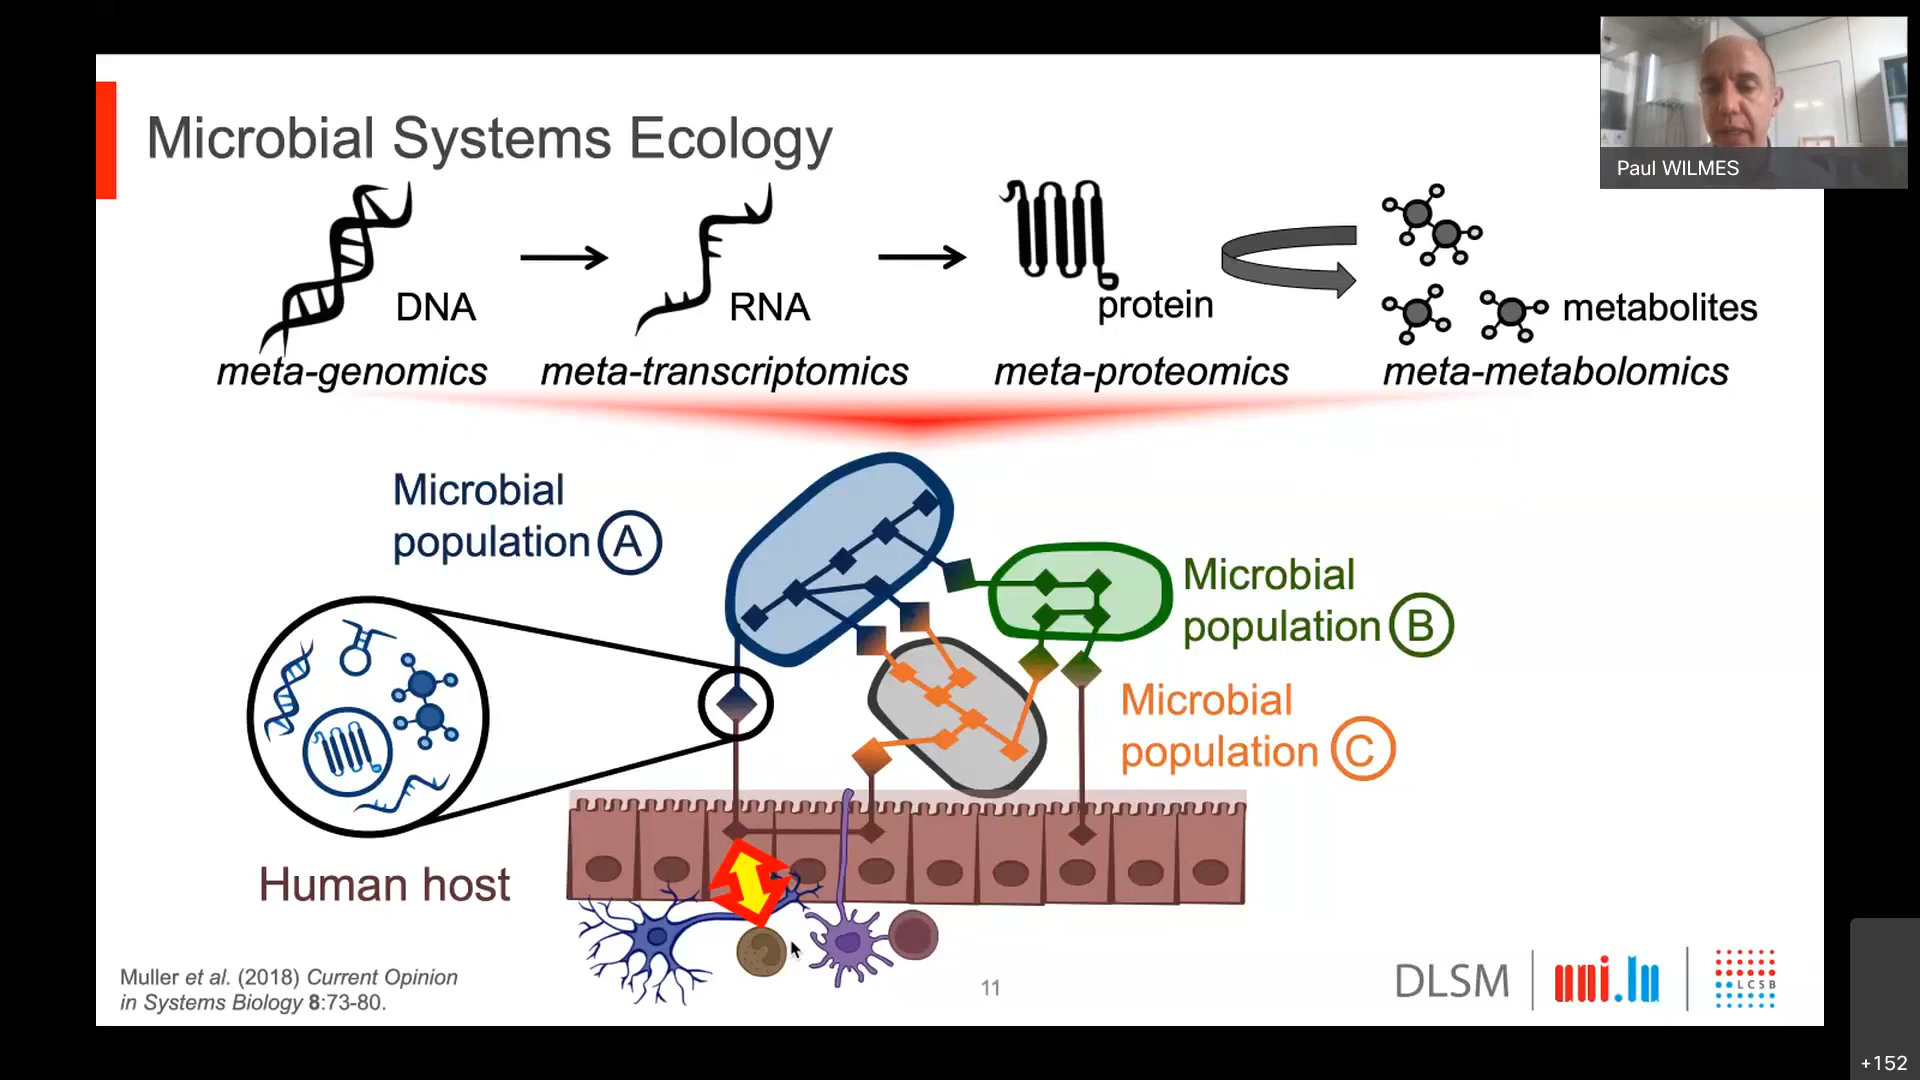 Paul WILMES
Microbial Systems Ecology
DNA
RNA
protein
metabolites
meta-genomics
meta-transcriptomics
meta-proteomics
meta-metabolomics
Microbial
population A
Microbial
population B
Microbial
population C
Human host
Muller et al. (2018) Current Opinion
in Systems Biology 8:73-80.
11
DLSM
uni.lu
LCSB
+152